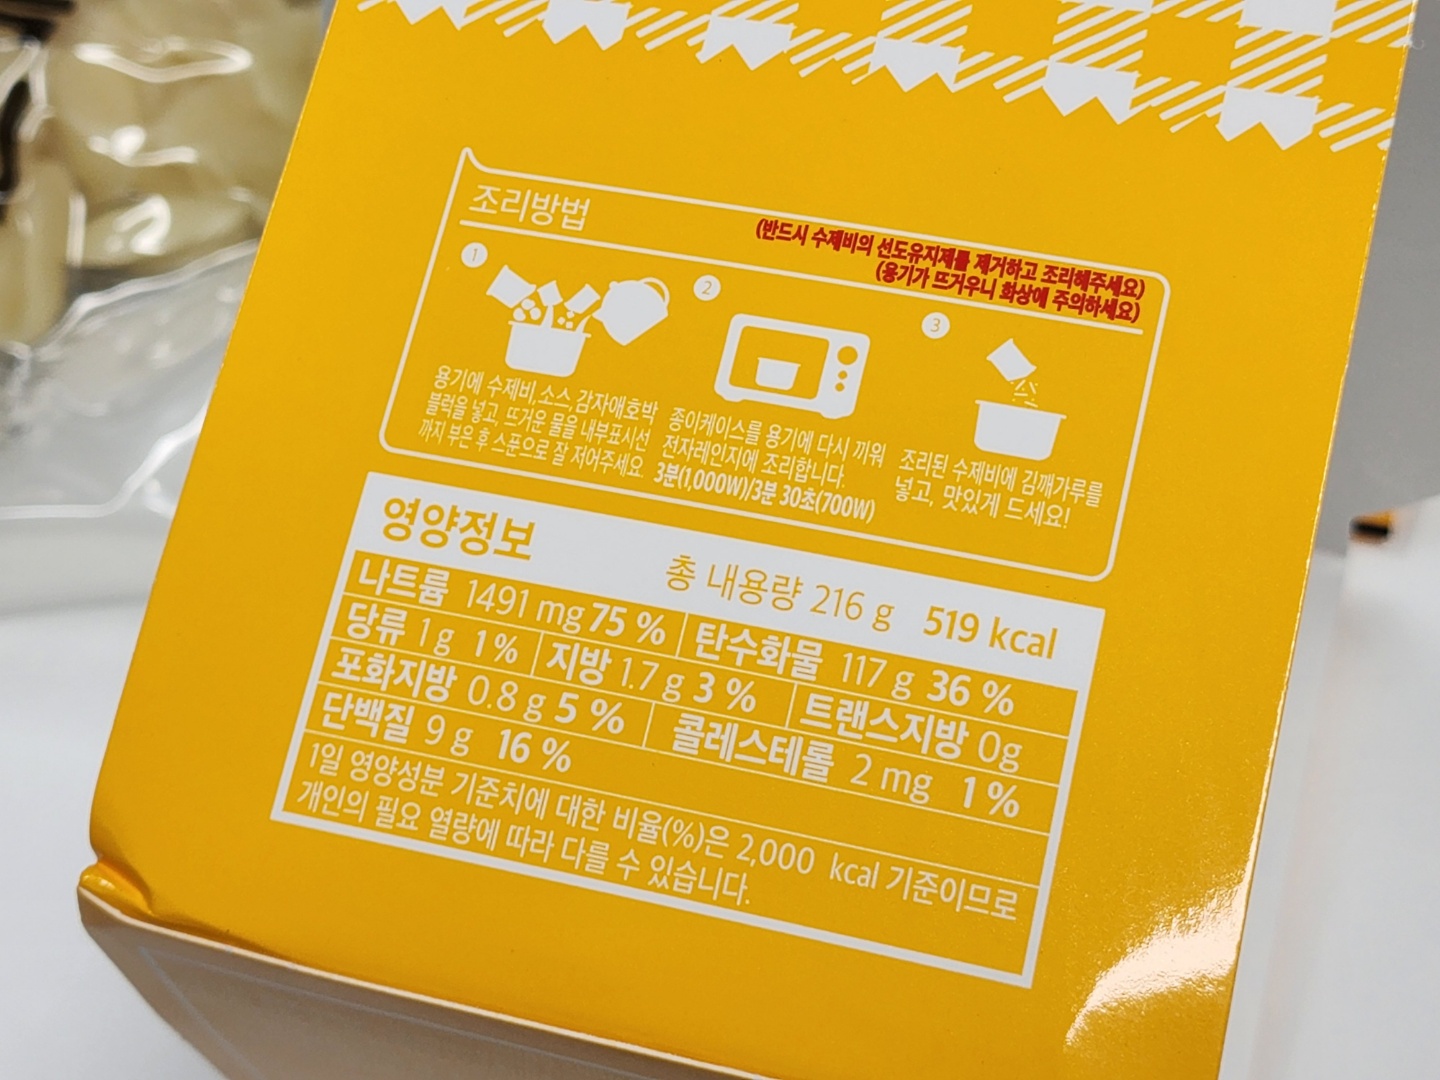 조리방법
(반드시 수제비의 선도유지제를 제거하고 조리해주세요)
(용기가 뜨거우니 화상에 주의하세요)
1
용기에 수제비,소스,감자애호박
블럭을 넣고, 뜨거운 물을 내부표시선
까지 부은 후 스푼으로 잘 저어주세요.
2
종이케이스를 용기에 다시 끼워
전자레인지에 조리합니다.
3분(1,000W)/3분 30초(700W)
3
조리된 수제비에 김깨가루를
넣고, 맛있게 드세요!
영양정보
총 내용량 216 g 519 kcal
나트륨 1491 mg 75 % 탄수화물 117 g 36 %
당류 1 g 1 % 지방 1.7 g 3 % 트랜스지방 0g
포화지방 0.8 g 5 % 콜레스테롤 2 mg 1 %
단백질 9 g 16 %
1일 영양성분 기준치에 대한 비율(%)은 2,000 kcal 기준이므로
개인의 필요 열량에 따라 다를 수 있습니다.